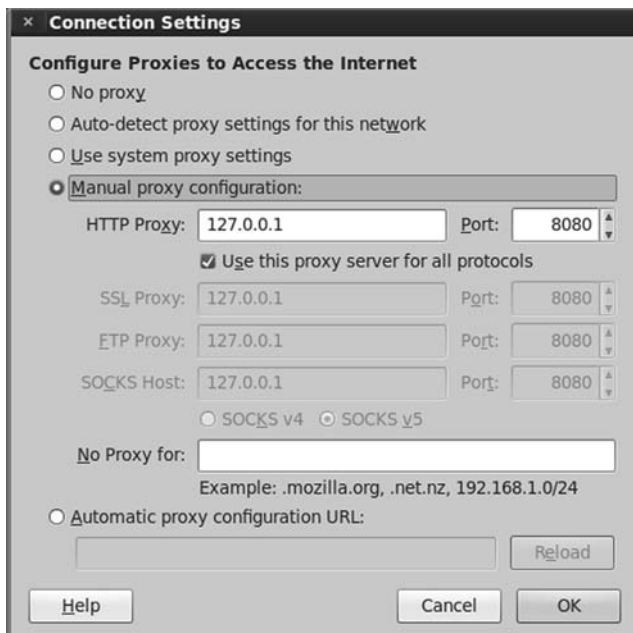 × Connection Settings
Configure Proxies to Access the Internet
No proxy
Auto-detect proxy settings for this network
Use system proxy settings
Manual proxy configuration:
HTTP Proxy: 127.0.0.1 Port: 8080
Use this proxy server for all protocols
SSL Proxy: 127.0.0.1 Port: 8080
FTP Proxy: 127.0.0.1 Port: 8080
SOCKS Host: 127.0.0.1 Port: 8080
SOCKS v4 SOCKS v5
No Proxy for:
Example: .mozilla.org, .net.nz, 192.168.1.0/24
Automatic proxy configuration URL:
Reload
Help Cancel OK